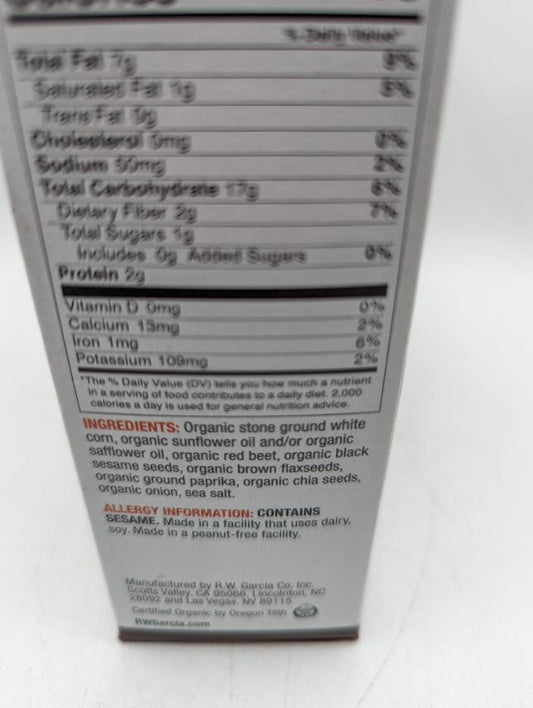 % Daily Value*
Total Fat 7g 9%
Saturated Fat 1g 5%
Trans Fat 0g
Cholesterol 0mg 0%
Sodium mg 2%
Total Carbohydrate 17g 6%
Dietary Fiber 2g 7%
Total Sugars 1g
Includes 0g Added Sugars 0%
Protein 2g
Vitamin D 0mg 0%
Calcium 13mg 2%
Iron 1mg 6%
Potassium 109mg 2%
*The % Daily Value (DV) tells you how much a nutrient
in a serving of food contributes to a daily diet. 2,000
calories a day is used for general nutrition advice.
INGREDIENTS: Organic stone ground white
corn, organic sunflower oil and/or organic
safflower oil, organic red beet, organic black
sesame seeds, organic brown flaxseeds,
organic ground paprika, organic chia seeds,
organic onion, sea salt.
ALLERGY INFORMATION: CONTAINS
SESAME. Made in a facility that uses dairy,
soy. Made in a peanut-free facility.
Manufactured by R.W. Garcia Co. Inc.
Scotts Valley, CA 95066, Lincolnton, NC
28092 and Las Vegas, NV 89115
Certified Organic by Oregon Tilth
RWGarcia.com